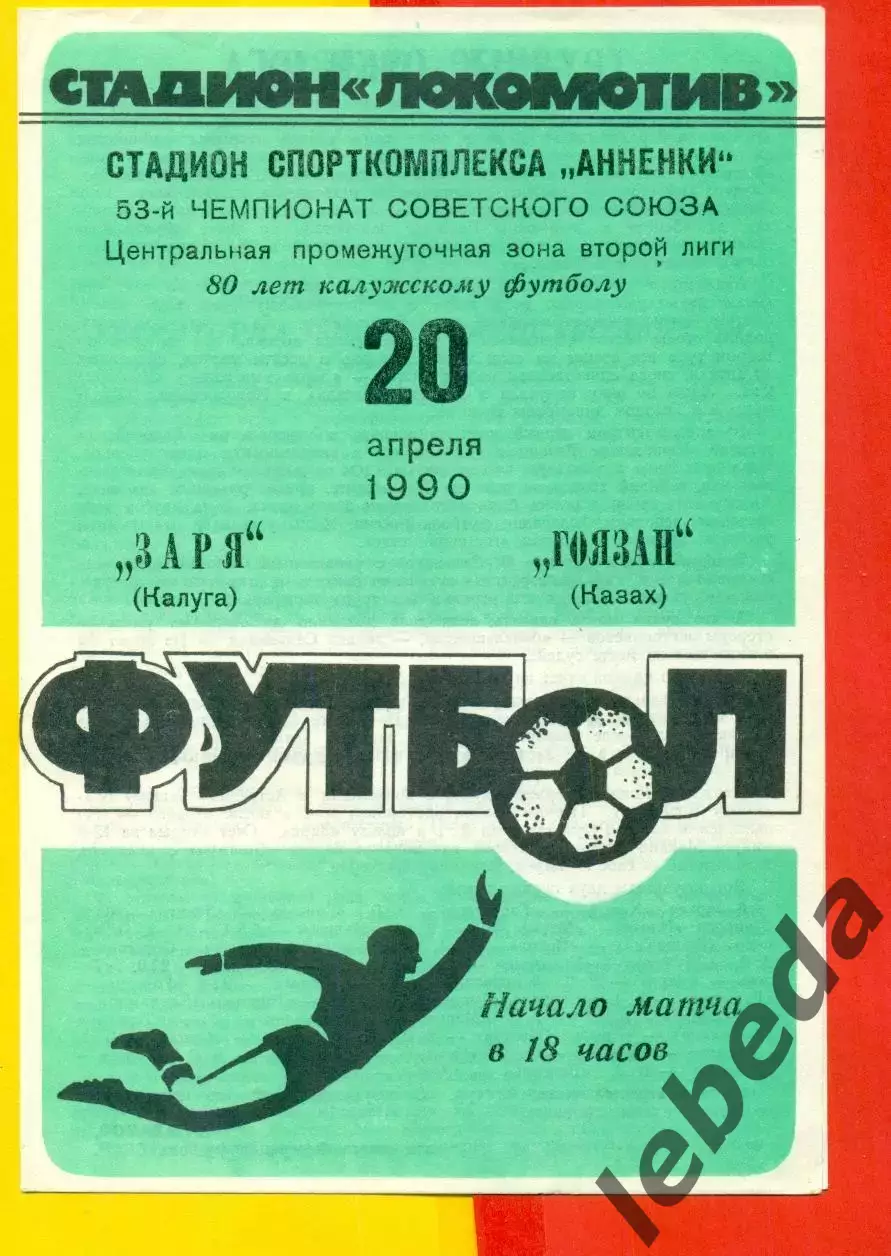 СТАДИОН «ЛОКОМОТИВ»
СТАДИОН СПОРТКОМПЛЕКСА „АННЕНКИ“
53-й ЧЕМПИОНАТ СОВЕТСКОГО СОЮЗА
Центральная промежуточная зона второй лиги
80 лет калужскому футболу
20
апреля
1990
„ЗАРЯ“ „ГОЯЗАН“
(Калуга) (Казах)
ФУТБОЛ
Начало матча
в 18 часов
lebeda